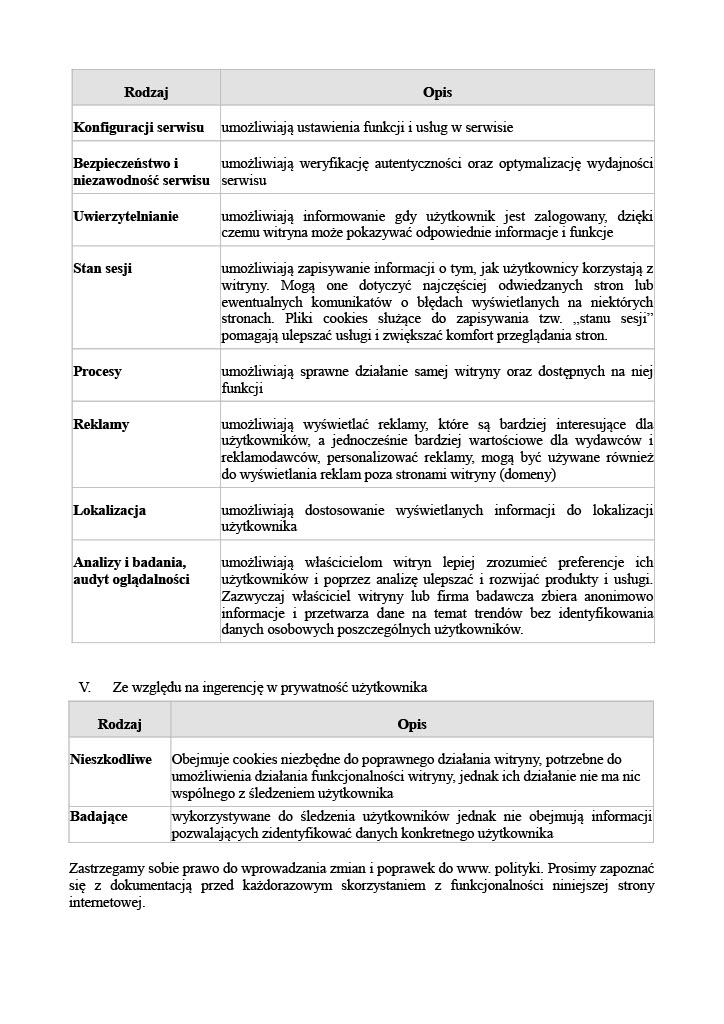 Rodzaj Opis
Konfiguracji serwisu umożliwiają ustawienia funkcji i usług w serwisie
Bezpieczeństwo i umożliwiają weryfikację autentyczności oraz optymalizację wydajności
niezawodność serwisu serwisu
Uwierzytelnianie umożliwiają informowanie gdy użytkownik jest zalogowany, dzięki
czemu witryna może pokazywać odpowiednie informacje i funkcje
Stan sesji umożliwiają zapisywanie informacji o tym, jak użytkownicy korzystają z
witryny. Mogą one dotyczyć najczęściej odwiedzanych stron lub
ewentualnych komunikatów o błędach wyświetlanych na niektórych
stronach. Pliki cookies służące do zapisywania tzw. „stanu sesji”
pomagają ulepszać usługi i zwiększać komfort przeglądania stron.
Procesy umożliwiają sprawne działanie samej witryny oraz dostępnych na niej
funkcji
Reklamy umożliwiają wyświetlać reklamy, które są bardziej interesujące dla
użytkowników, a jednocześnie bardziej wartościowe dla wydawców i
reklamodawców, personalizować reklamy, mogą być używane również
do wyświetlania reklam poza stronami witryny (domeny)
Lokalizacja umożliwiają dostosowanie wyświetlanych informacji do lokalizacji
użytkownika
Analizy i badania, umożliwiają właścicielom witryn lepiej zrozumieć preferencje ich
audyt oglądalności użytkowników i poprzez analizę ulepszać i rozwijać produkty i usługi.
Zazwyczaj właściciel witryny lub firma badawcza zbiera anonimowo
informacje i przetwarza dane na temat trendów bez identyfikowania
danych osobowych poszczególnych użytkowników.
V. Ze względu na ingerencję w prywatność użytkownika
Rodzaj Opis
Nieszkodliwe Obejmuje cookies niezbędne do poprawnego działania witryny, potrzebne do
umożliwienia działania funkcjonalności witryny, jednak ich działanie nie ma nic
wspólnego z śledzeniem użytkownika
Badające wykorzystywane do śledzenia użytkowników jednak nie obejmują informacji
pozwalających zidentyfikować danych konkretnego użytkownika
Zastrzegamy sobie prawo do wprowadzania zmian i poprawek do www. polityki. Prosimy zapoznać
się z dokumentacją przed każdorazowym skorzystaniem z funkcjonalności niniejszej strony
internetowej.